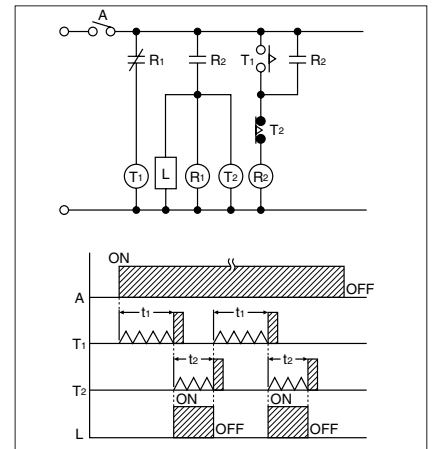 A
R1 R2 T1 R2
T2
T1 L R1 T2 R2
ON
A OFF
t1 t1
T1
t2 t2
T2
ON ON
L OFF OFF